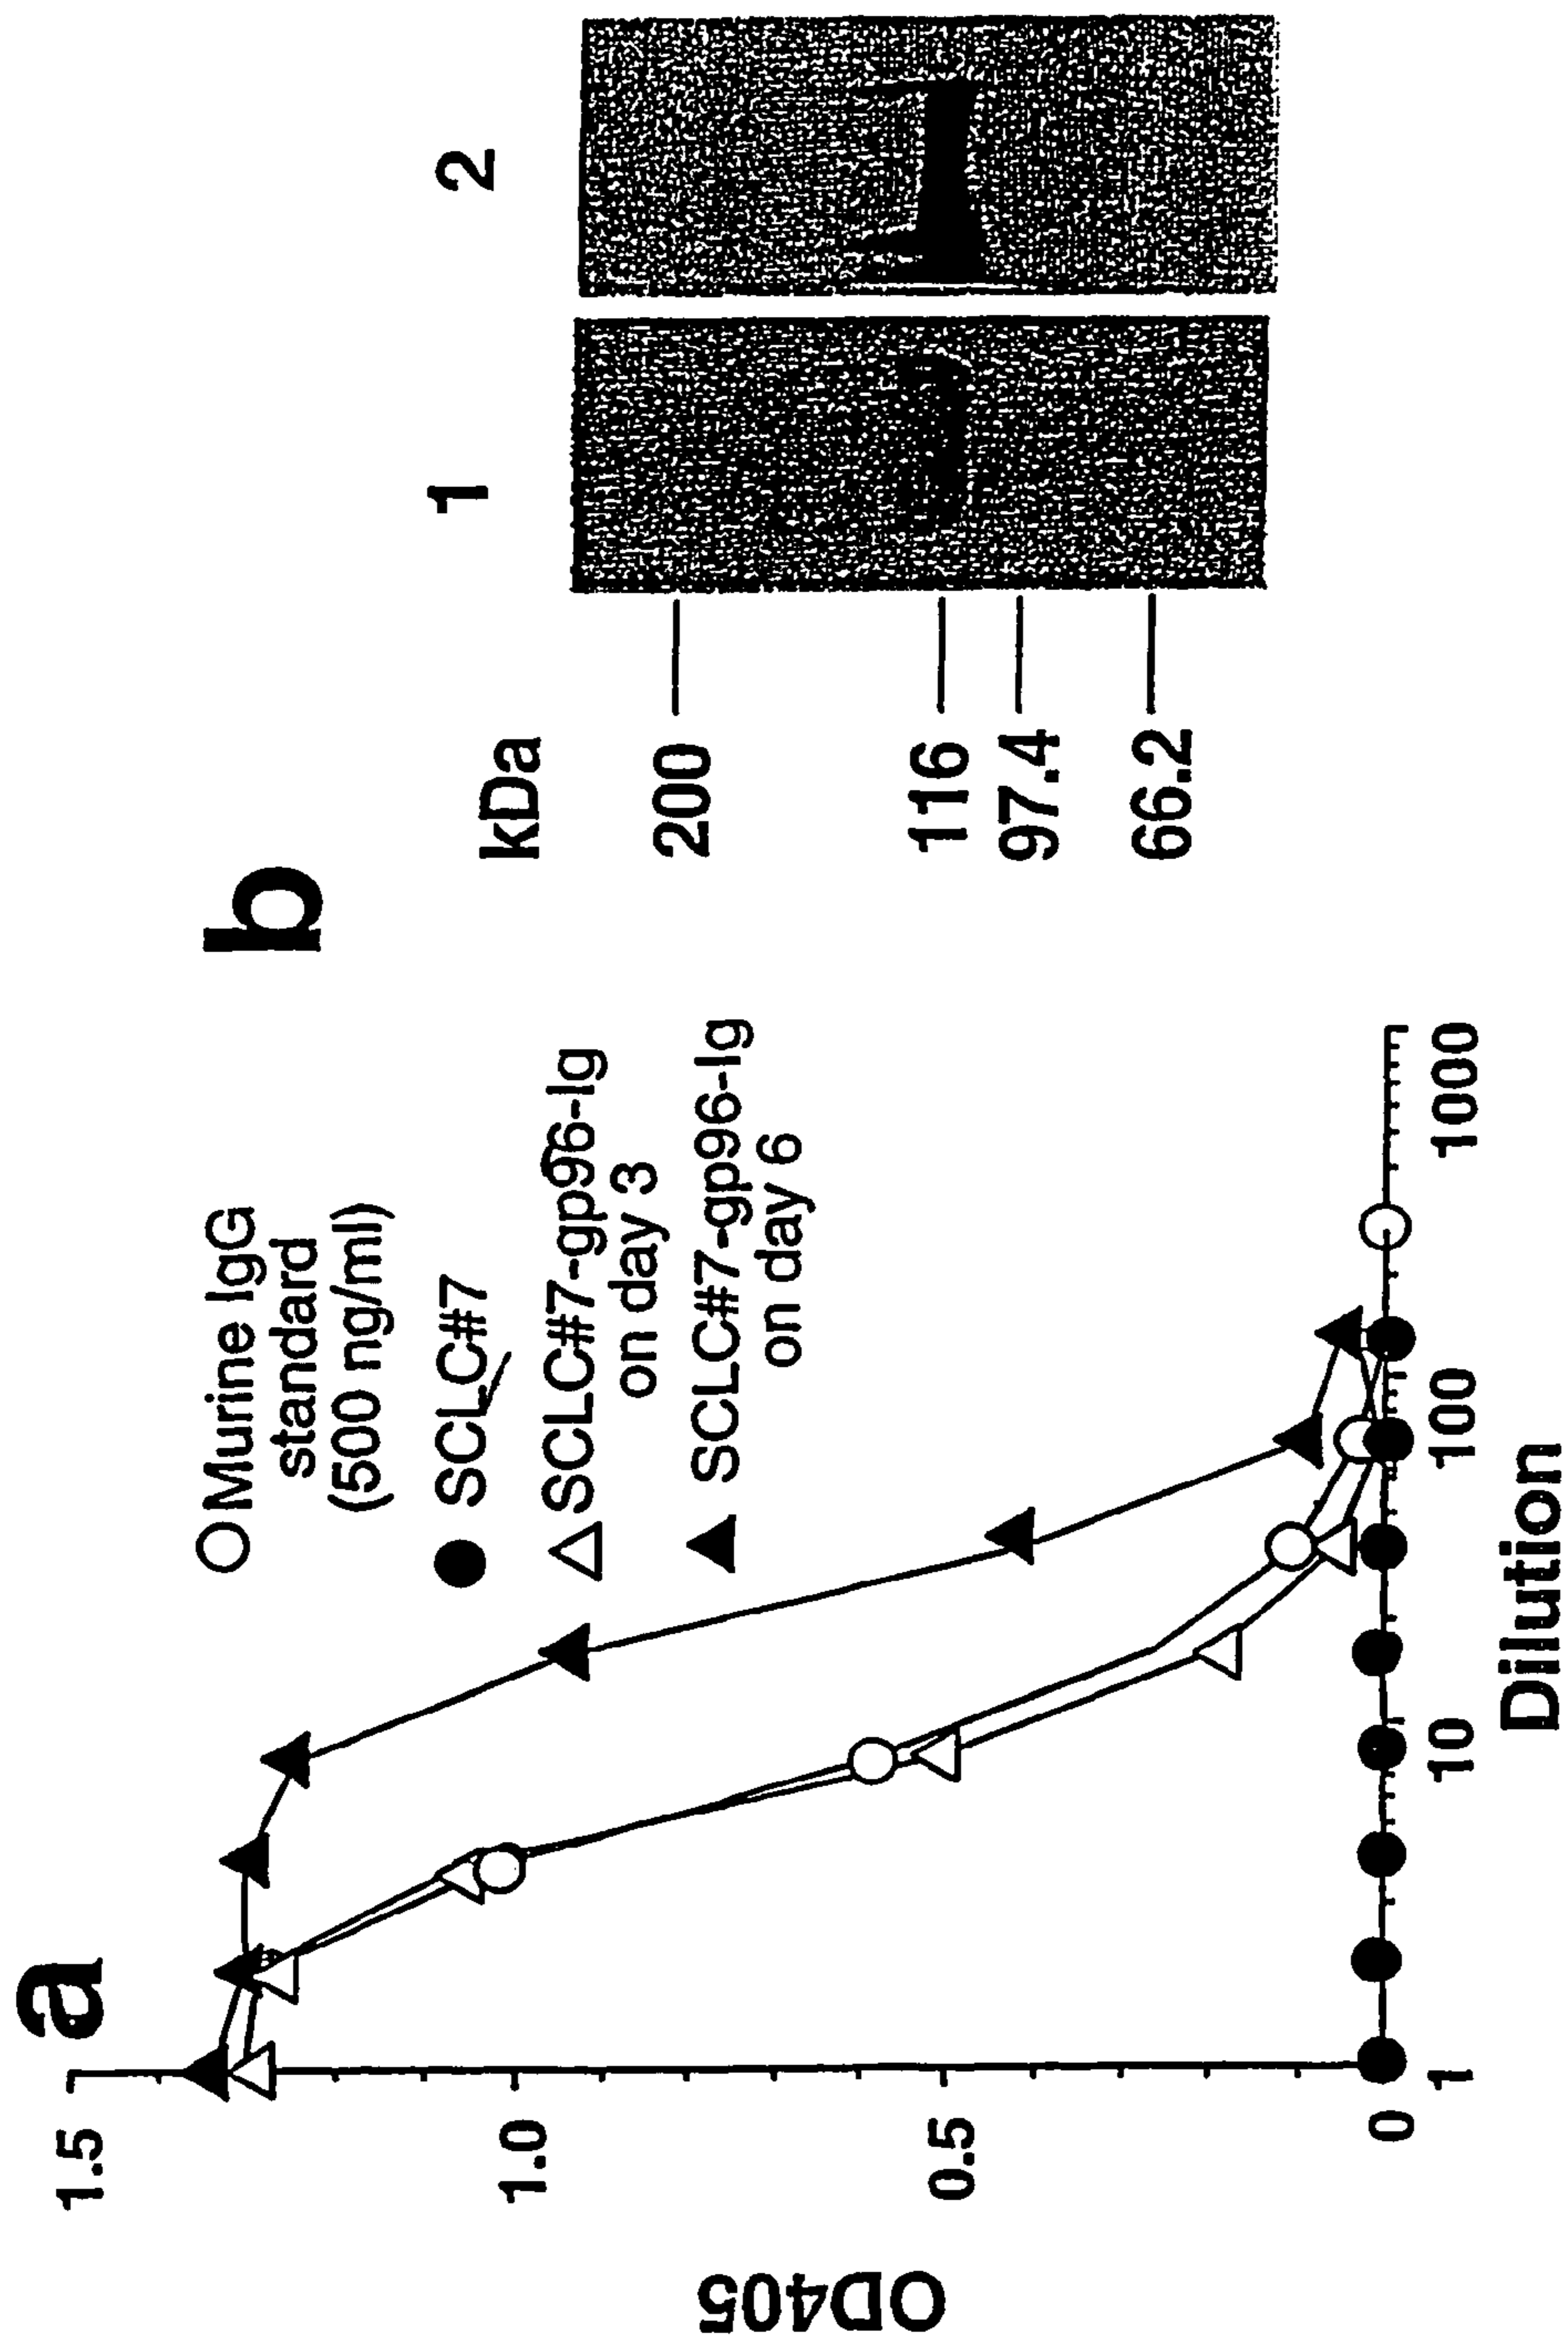 a
OD405
1.5
1.0
0.5
0
1
10
100
1000
Dilution
Murine IgG
standard
(500 ng/ml)
SCLC#7
SCLC#7-gp96-Ig
on day 3
SCLC#7-gp96-Ig
on day 6
b
1
2
kDa
200
116
97.4
66.2